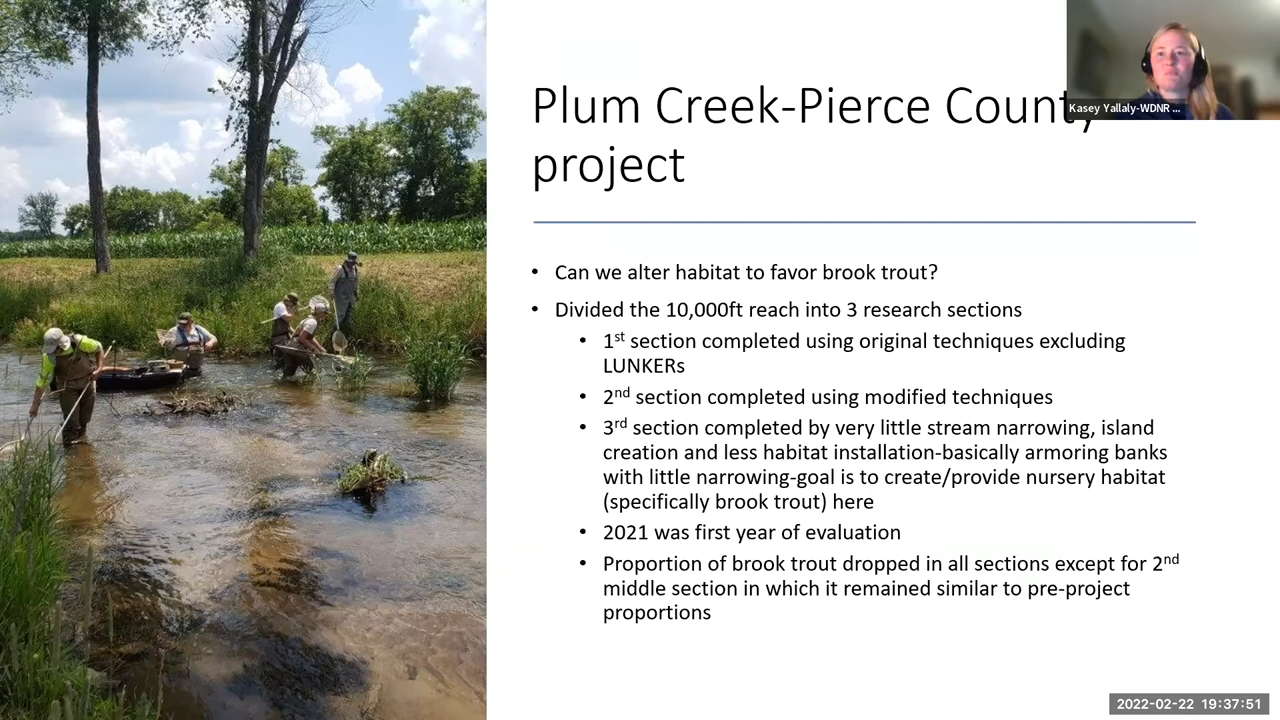 Kasey Yallaly-WDNR ...
Plum Creek-Pierce County
project
• Can we alter habitat to favor brook trout?
• Divided the 10,000ft reach into 3 research sections
• 1st section completed using original techniques excluding
LUNKERs
• 2nd section completed using modified techniques
• 3rd section completed by very little stream narrowing, island
creation and less habitat installation-basically armoring banks
with little narrowing-goal is to create/provide nursery habitat
(specifically brook trout) here
• 2021 was first year of evaluation
• Proportion of brook trout dropped in all sections except for 2nd
middle section in which it remained similar to pre-project
proportions
2022-02-22 19:37:51